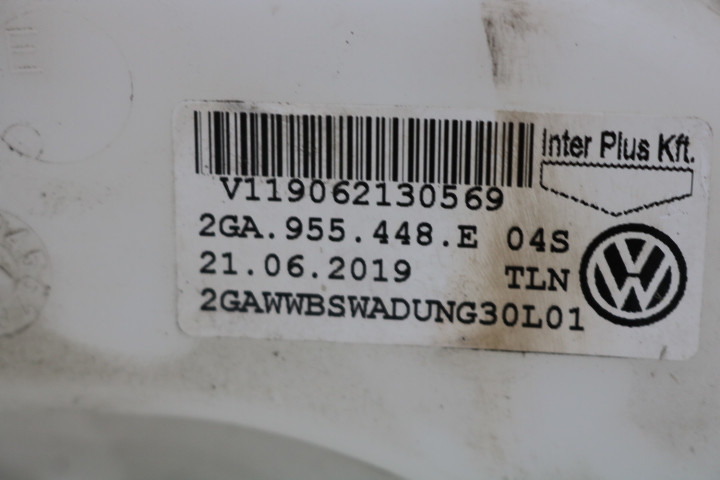 Inter Plus Kft.
V119062130569
2GA.955.448.E 04S
21.06.2019 TLN
2GAWWBSWADUNG30L01